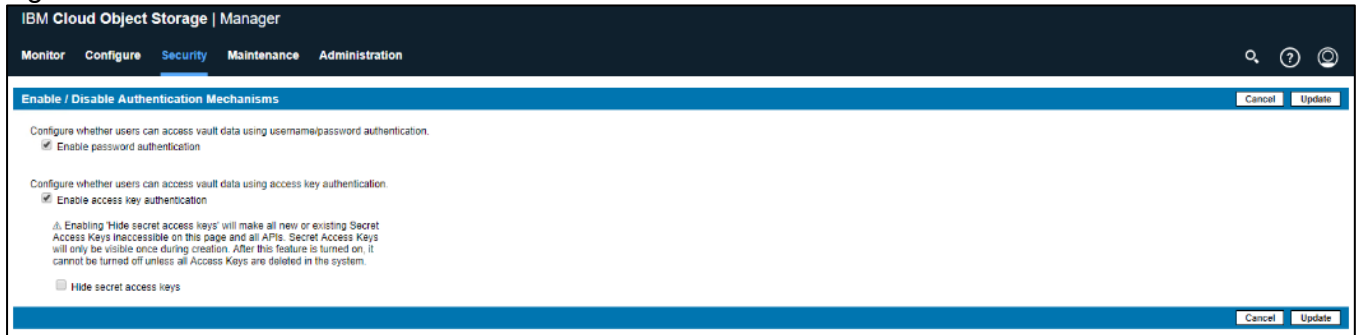 IBM Cloud Object Storage | Manager
Monitor Configure Security Maintenance Administration
Enable / Disable Authentication Mechanisms Cancel Update
Configure whether users can access vault data using username/password authentication.
Enable password authentication
Configure whether users can access vault data using access key authentication.
Enable access key authentication
⚠ Enabling 'Hide secret access keys' will make all new or existing Secret
Access Keys inaccessible on this page and all APIs. Secret Access Keys
will only be visible once during creation. After this feature is turned on, it
cannot be turned off unless all Access Keys are deleted in the system.
Hide secret access keys
Cancel Update